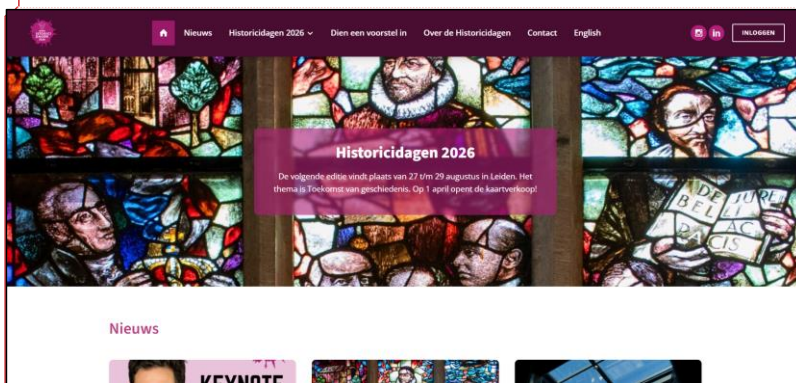 Nieuws
Historicidagen 2026
Dien een voorstel in
Over de Historicidagen
Contact
English
in
INLOGGEN
Historicidagen 2026
De volgende editie vindt plaats van 27 t/m 29 augustus in Leiden. Het
thema is Toekomst van geschiedenis. Op 1 april opent de kaartverkoop!
DE JURE
BELLI AC
PACIS
Nieuws
KEYNOTE